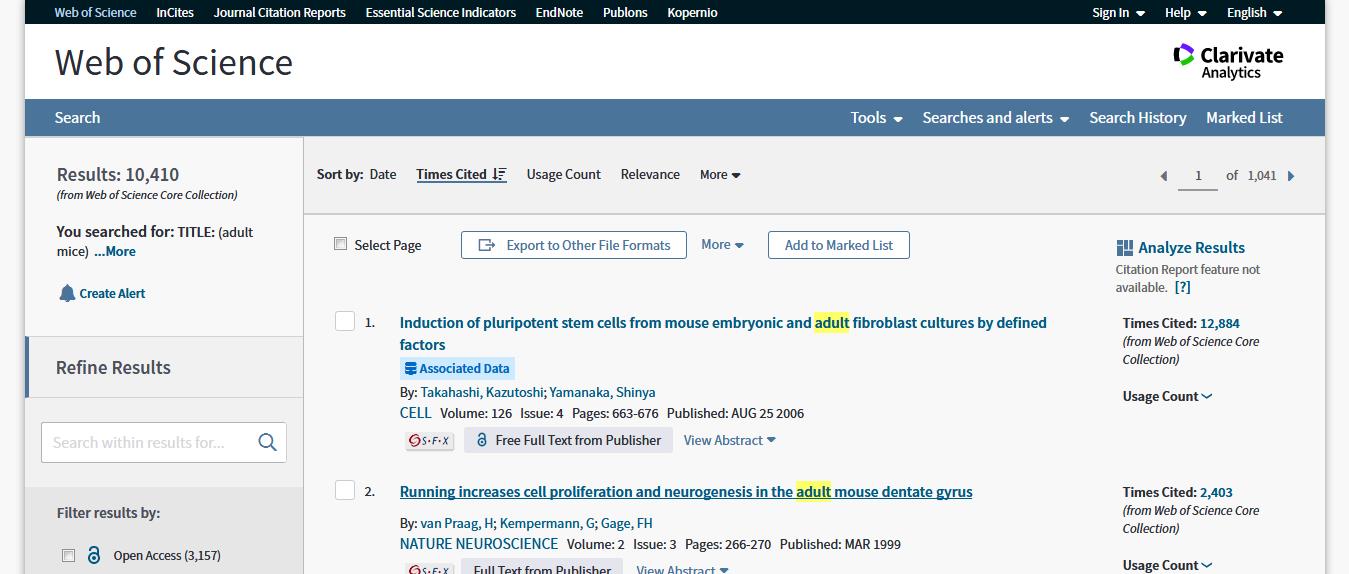 Web of Science InCites Journal Citation Reports Essential Science Indicators EndNote Publons Kopernio Sign In Help English
Web of Science
Clarivate
Analytics
Search Tools Searches and alerts Search History Marked List
Results: 10,410
(from Web of Science Core Collection)
You searched for: TITLE: (adult
mice) ...More
Create Alert
Refine Results
Search within results for...
Filter results by:
Open Access (3,157)
Sort by: Date Times Cited Usage Count Relevance More
1 of 1,041
Select Page Export to Other File Formats More Add to Marked List
Analyze Results
Citation Report feature not
available. [?]
1. Induction of pluripotent stem cells from mouse embryonic and adult fibroblast cultures by defined
factors
Associated Data
By: Takahashi, Kazutoshi; Yamanaka, Shinya
CELL Volume: 126 Issue: 4 Pages: 663-676 Published: AUG 25 2006
S·F·X Free Full Text from Publisher View Abstract
Times Cited: 12,884
(from Web of Science Core
Collection)
Usage Count
2. Running increases cell proliferation and neurogenesis in the adult mouse dentate gyrus
By: van Praag, H; Kempermann, G; Gage, FH
NATURE NEUROSCIENCE Volume: 2 Issue: 3 Pages: 266-270 Published: MAR 1999
S·F·X Full Text from Publisher View Abstract
Times Cited: 2,403
(from Web of Science Core
Collection)
Usage Count